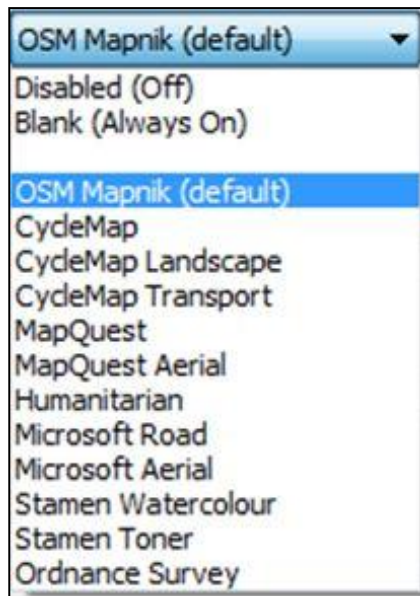 OSM Mapnik (default)
Disabled (Off)
Blank (Always On)
OSM Mapnik (default)
CycleMap
CycleMap Landscape
CycleMap Transport
MapQuest
MapQuest Aerial
Humanitarian
Microsoft Road
Microsoft Aerial
Stamen Watercolour
Stamen Toner
Ordnance Survey